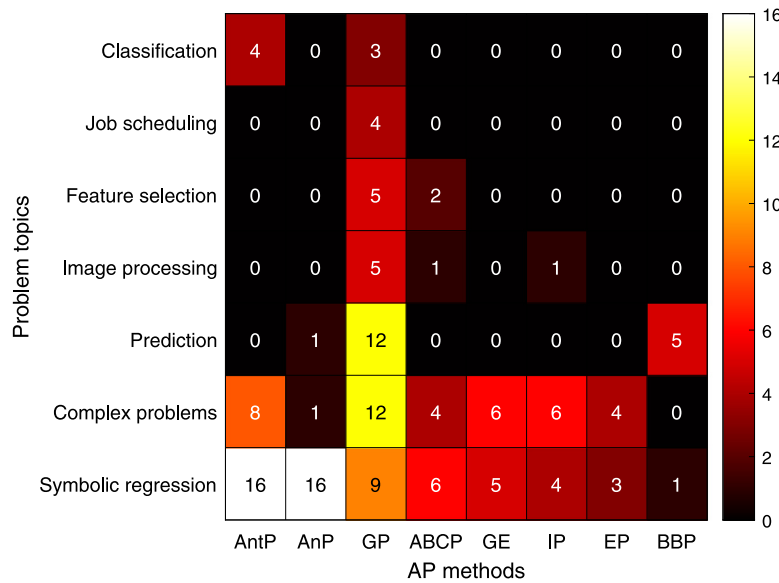 Problem topics
Classification 4 0 3 0 0 0 0 0
Job scheduling 0 0 4 0 0 0 0 0
Feature selection 0 0 5 2 0 0 0 0
Image processing 0 0 5 1 0 1 0 0
Prediction 0 1 12 0 0 0 0 5
Complex problems 8 1 12 4 6 6 4 0
Symbolic regression 16 16 9 6 5 4 3 1
AntP AnP GP ABCP GE IP EP BBP
AP methods
16
14
12
10
8
6
4
2
0